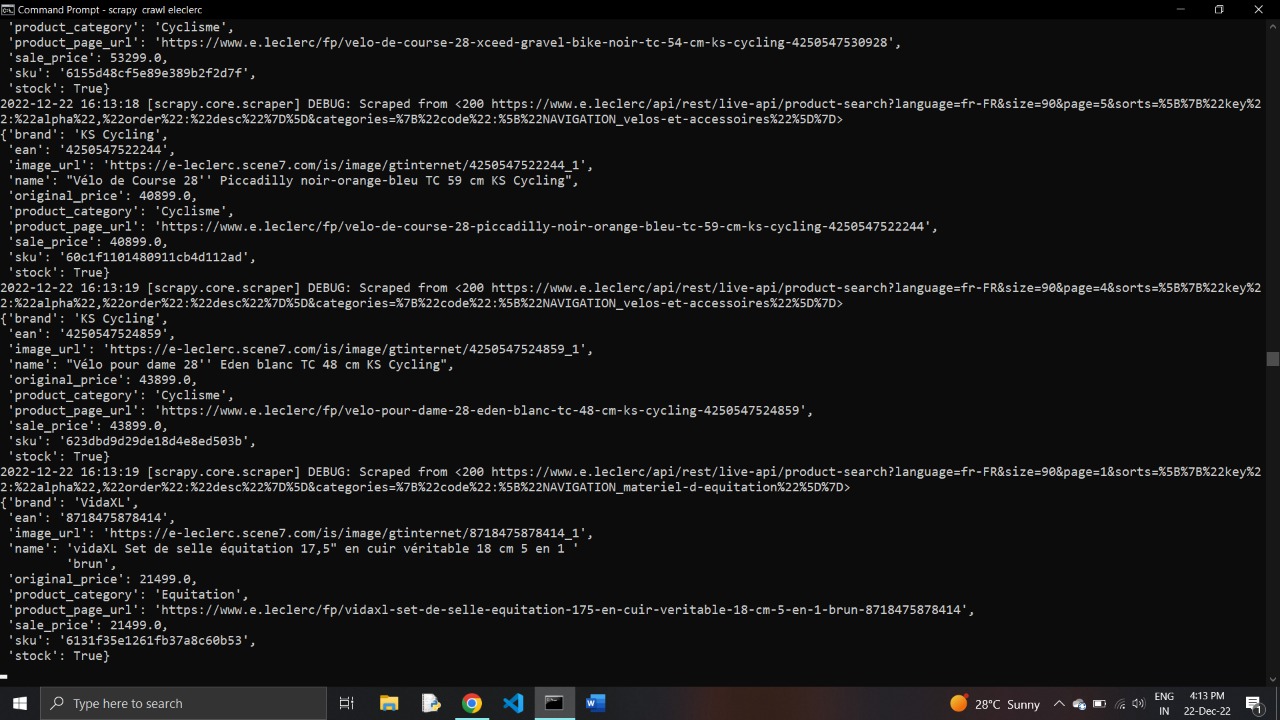 Command Prompt - scrapy  crawl eleclerc
 'product_category': 'Cyclisme',
 'product_page_url': 'https://www.e.leclerc/fp/velo-de-course-28-xceed-gravel-bike-noir-tc-54-cm-ks-cycling-4250547530928',
 'sale_price': 53299.0,
 'sku': '6155d48cf5e89e389b2f2d7f',
 'stock': True}
2022-12-22 16:13:18 [scrapy.core.scraper] DEBUG: Scraped from <200 https://www.e.leclerc/api/rest/live-api/product-search?language=fr-FR&size=90&page=5&sorts=%5B%7B%22key%2
2:%22alpha%22,%22order%22:%22desc%22%7D%5D&categories=%7B%22code%22:%5B%22NAVIGATION_velos-et-accessoires%22%5D%7D>
{'brand': 'KS Cycling',
 'ean': '4250547522244',
 'image_url': 'https://e-leclerc.scene7.com/is/image/gtinternet/4250547522244_1',
 'name': "Vélo de Course 28'' Piccadilly noir-orange-bleu TC 59 cm KS Cycling",
 'original_price': 40899.0,
 'product_category': 'Cyclisme',
 'product_page_url': 'https://www.e.leclerc/fp/velo-de-course-28-piccadilly-noir-orange-bleu-tc-59-cm-ks-cycling-4250547522244',
 'sale_price': 40899.0,
 'sku': '60c1f1101480911cb4d112ad',
 'stock': True}
2022-12-22 16:13:19 [scrapy.core.scraper] DEBUG: Scraped from <200 https://www.e.leclerc/api/rest/live-api/product-search?language=fr-FR&size=90&page=4&sorts=%5B%7B%22key%2
2:%22alpha%22,%22order%22:%22desc%22%7D%5D&categories=%7B%22code%22:%5B%22NAVIGATION_velos-et-accessoires%22%5D%7D>
{'brand': 'KS Cycling',
 'ean': '4250547524859',
 'image_url': 'https://e-leclerc.scene7.com/is/image/gtinternet/4250547524859_1',
 'name': "Vélo pour dame 28'' Eden blanc TC 48 cm KS Cycling",
 'original_price': 43899.0,
 'product_category': 'Cyclisme',
 'product_page_url': 'https://www.e.leclerc/fp/velo-pour-dame-28-eden-blanc-tc-48-cm-ks-cycling-4250547524859',
 'sale_price': 43899.0,
 'sku': '623dbd9d29de18d4e8ed503b',
 'stock': True}
2022-12-22 16:13:19 [scrapy.core.scraper] DEBUG: Scraped from <200 https://www.e.leclerc/api/rest/live-api/product-search?language=fr-FR&size=90&page=1&sorts=%5B%7B%22key%2
2:%22alpha%22,%22order%22:%22desc%22%7D%5D&categories=%7B%22code%22:%5B%22NAVIGATION_materiel-d-equitation%22%5D%7D>
{'brand': 'VidaXL',
 'ean': '8718475878414',
 'image_url': 'https://e-leclerc.scene7.com/is/image/gtinternet/8718475878414_1',
 'name': 'vidaXL Set de selle équitation 17,5" en cuir véritable 18 cm 5 en 1 '
         'brun',
 'original_price': 21499.0,
 'product_category': 'Equitation',
 'product_page_url': 'https://www.e.leclerc/fp/vidaxl-set-de-selle-equitation-175-en-cuir-veritable-18-cm-5-en-1-brun-8718475878414',
 'sale_price': 21499.0,
 'sku': '6131f35e1261fb37a8c60b53',
 'stock': True}
Type here to search
28°C Sunny
ENG
IN
4:13 PM
22-Dec-22
1